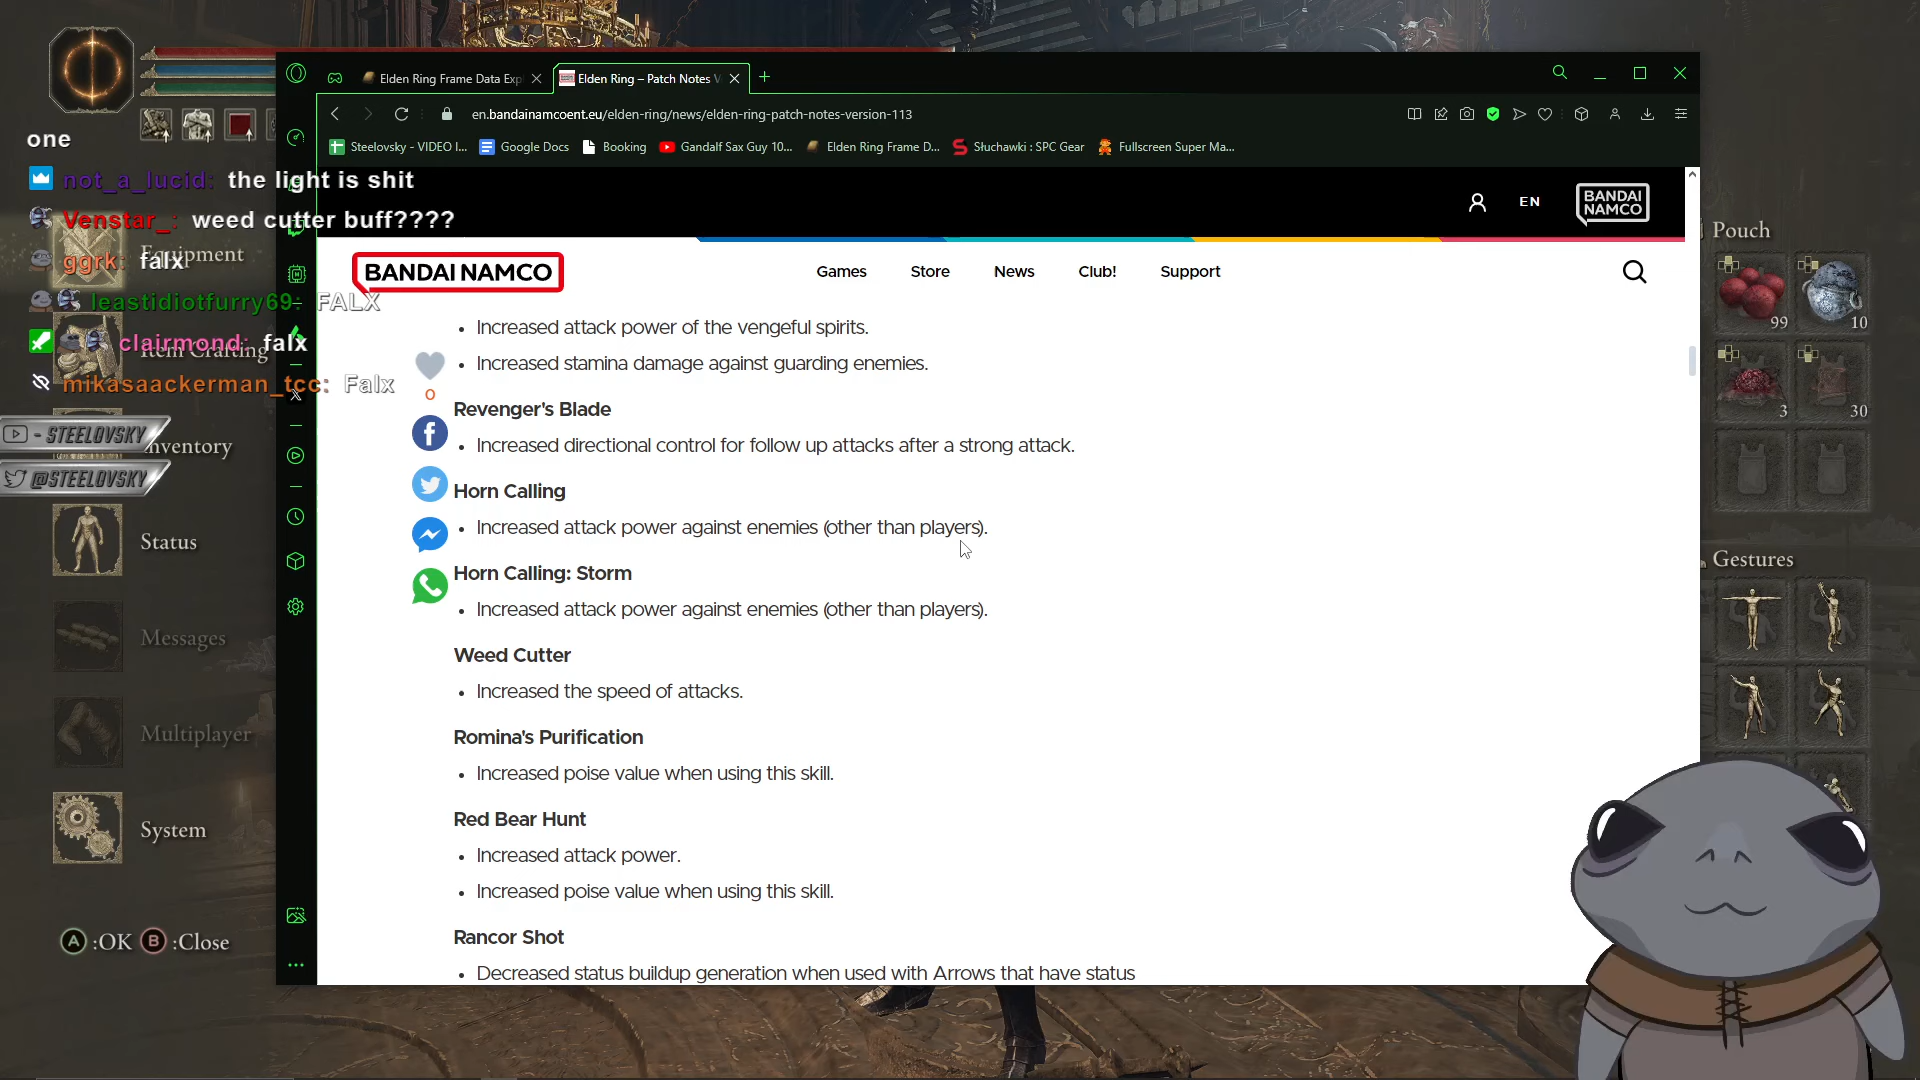 Elden Ring Frame Data Exp
Elden Ring – Patch Notes V
en.bandainamcoent.eu/elden-ring/news/elden-ring-patch-notes-version-113
Steelovsky - VIDEO I...
Google Docs
Booking
Gandalf Sax Guy 10...
Elden Ring Frame D...
Słuchawki : SPC Gear
Fullscreen Super Ma...
one
not_a_lucid: the light is shit
Venstar_: weed cutter buff????
ggrk: falx
leastidiotfurry69: FALX
clairmond: falx
mikasaackerman_tcc: Falx
- STEELOVSKY
@STEELOVSKY
Equipment
Item Crafting
Inventory
Status
Messages
Multiplayer
System
A :OK B :Close
EN
BANDAI
NAMCO
BANDAI NAMCO
Games
Store
News
Club!
Support
0
• Increased attack power of the vengeful spirits.
• Increased stamina damage against guarding enemies.
Revenger's Blade
• Increased directional control for follow up attacks after a strong attack.
Horn Calling
• Increased attack power against enemies (other than players).
Horn Calling: Storm
• Increased attack power against enemies (other than players).
Weed Cutter
• Increased the speed of attacks.
Romina's Purification
• Increased poise value when using this skill.
Red Bear Hunt
• Increased attack power.
• Increased poise value when using this skill.
Rancor Shot
• Decreased status buildup generation when used with Arrows that have status
Pouch
99
10
3
30
Gestures